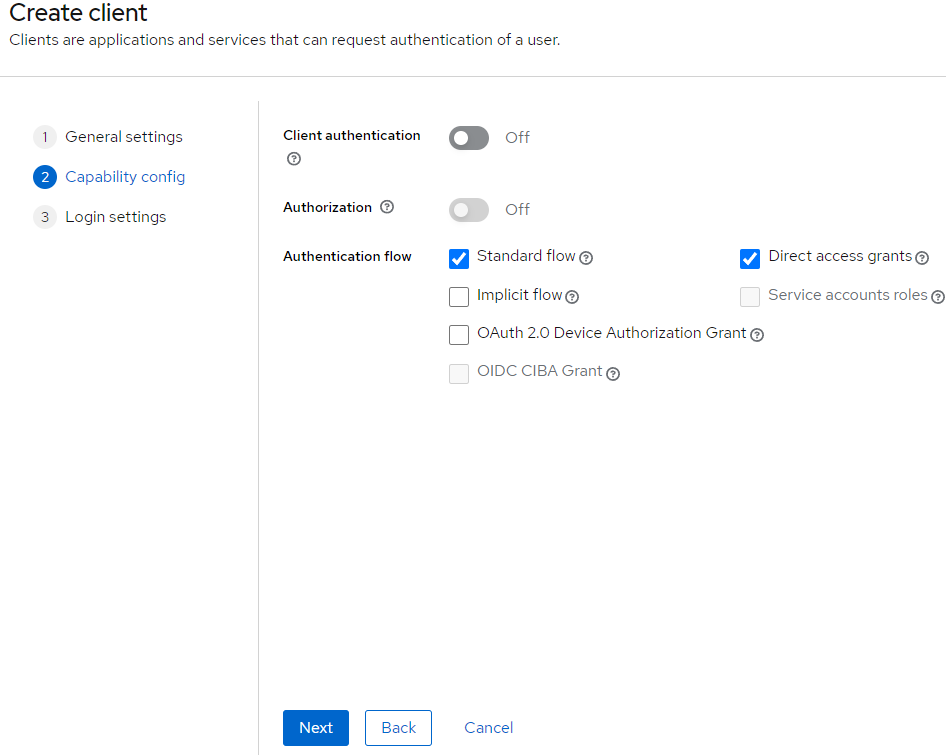 Create client
Clients are applications and services that can request authentication of a user.
1 General settings
2 Capability config
3 Login settings
Client authentication
Off
Authorization
Off
Authentication flow
Standard flow
Direct access grants
Implicit flow
Service accounts roles
OAuth 2.0 Device Authorization Grant
OIDC CIBA Grant
Next Back Cancel